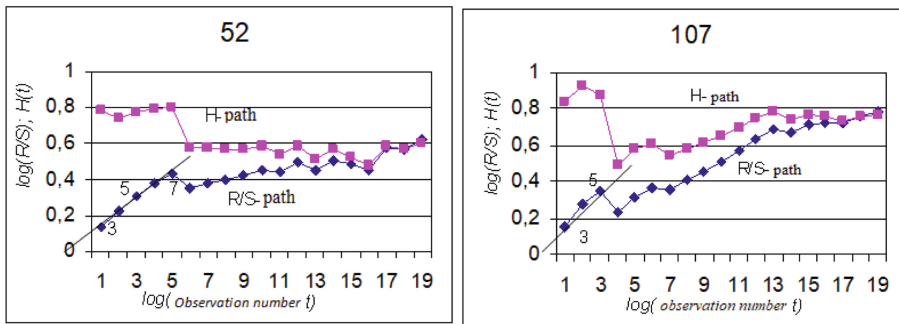 52
log(R/S); H(t)
1
0,8
0,6
0,4
0,2
0
H- path
5
7
R/S- path
3
1 3 5 7 9 11 13 15 17 19
log( Observation number t)
107
log(R/S); H(t)
1
0,8
0,6
0,4
0,2
0
H- path
5
R/S- path
3
1 3 5 7 9 11 13 15 17 19
log( observation number t)